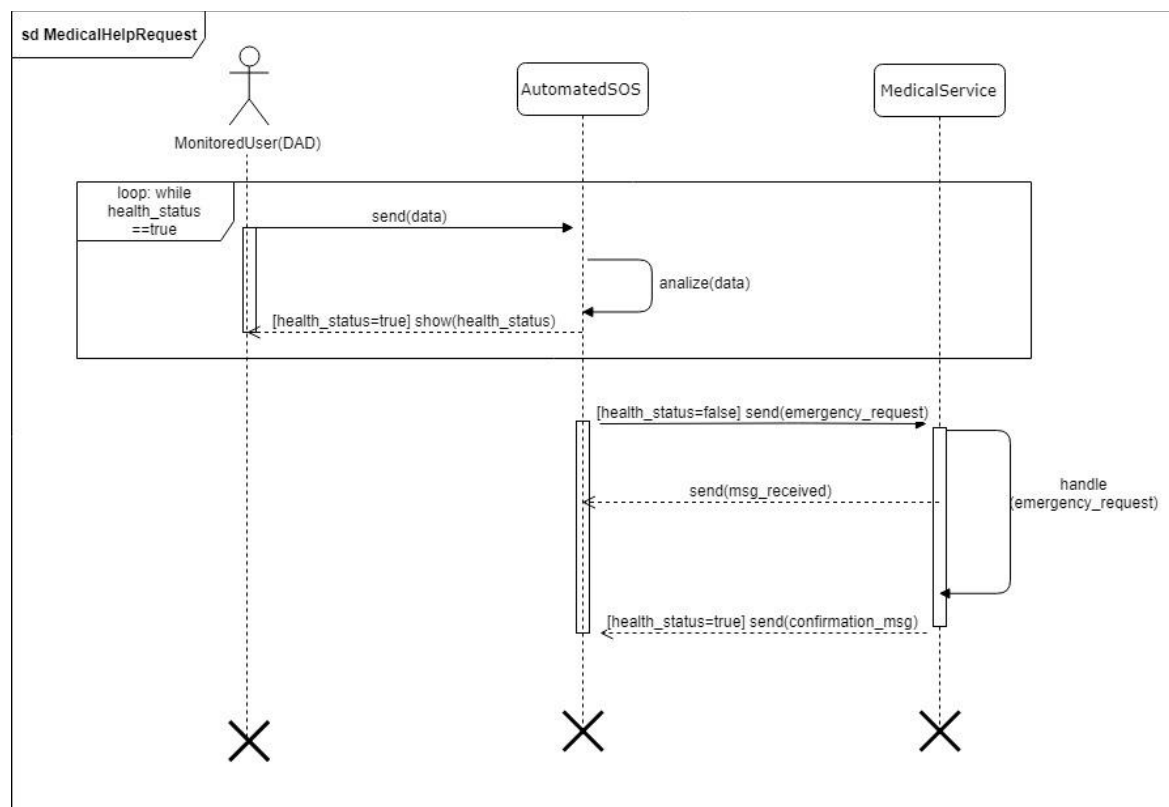 sd MedicalHelpRequest
AutomatedSOS
MedicalService
MonitoredUser(DAD)
loop: while
health_status
==true
send(data)
analize(data)
[health_status=true] show(health_status)
[health_status=false] send(emergency_request)
send(msg_received)
handle
(emergency_request)
[health_status=true] send(confirmation_msg)